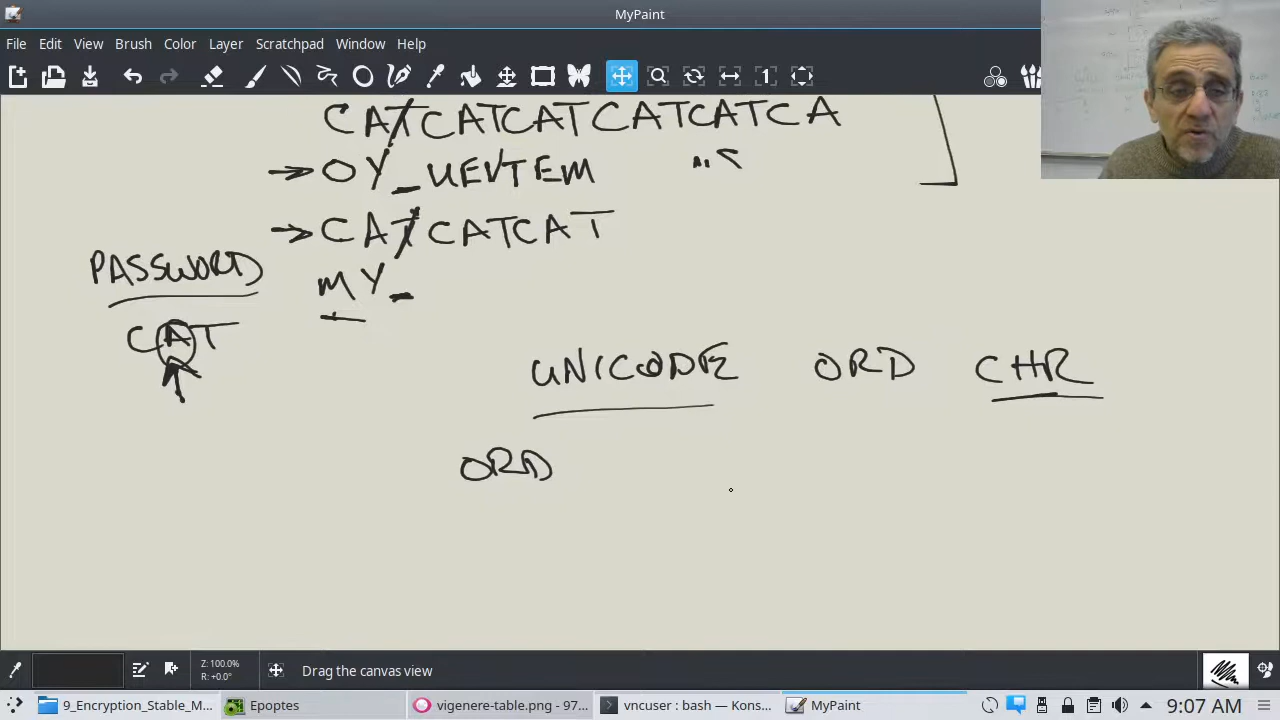 MyPaint
File Edit View Brush Color Layer Scratchpad Window Help
CATCATCATCATCATCA
→ OY_UEVTEM
→ CATCATCAT
PASSWORD
MY_
CAT
UNICODE ORD CHR
ORD
Z: 100.0%
R: +0.0°
Drag the canvas view
9_Encryption_Stable_M... Epoptes vigenere-table.png - 37... vncuser : bash — Kons... MyPaint 9:07 AM